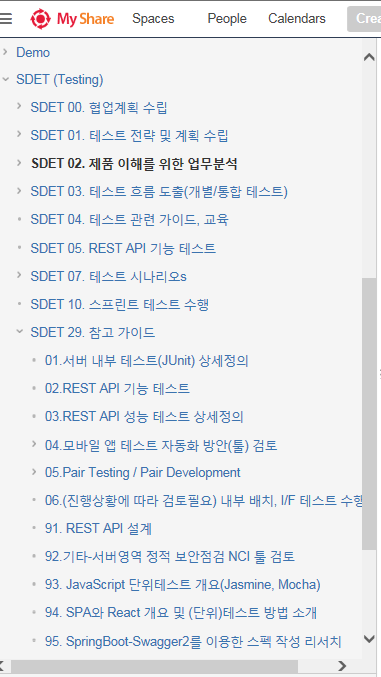 My Share Spaces People Calendars Crea
Demo
SDET (Testing)
SDET 00. 협업계획 수립
SDET 01. 테스트 전략 및 계획 수립
SDET 02. 제품 이해를 위한 업무분석
SDET 03. 테스트 흐름 도출(개별/통합 테스트)
SDET 04. 테스트 관련 가이드, 교육
SDET 05. REST API 기능 테스트
SDET 07. 테스트 시나리오s
SDET 10. 스프린트 테스트 수행
SDET 29. 참고 가이드
01.서버 내부 테스트(JUnit) 상세정의
02.REST API 기능 테스트
03.REST API 성능 테스트 상세정의
04.모바일 앱 테스트 자동화 방안(툴) 검토
05.Pair Testing / Pair Development
06.(진행상황에 따라 검토필요) 내부 배치, I/F 테스트 수행
91. REST API 설계
92.기타-서버영역 정적 보안점검 NCI 툴 검토
93. JavaScript 단위테스트 개요(Jasmine, Mocha)
94. SPA와 React 개요 및 (단위)테스트 방법 소개
95. SpringBoot-Swagger2를 이용한 스펙 작성 리서치